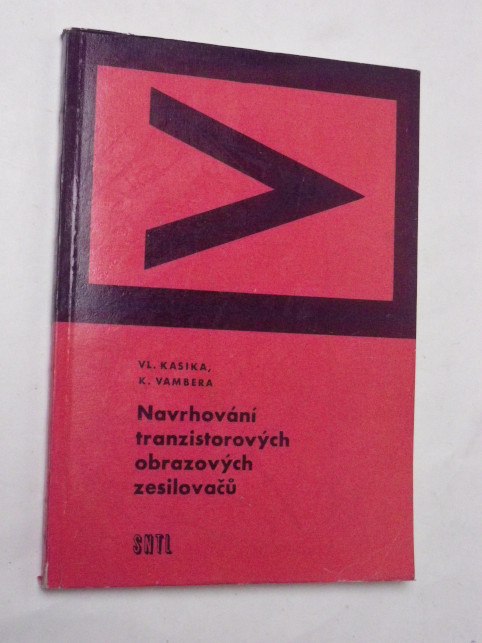 VL. KASIKA,
K. VAMBERA
Navrhování
tranzistorových
obrazových
zesilovačů
SNTL